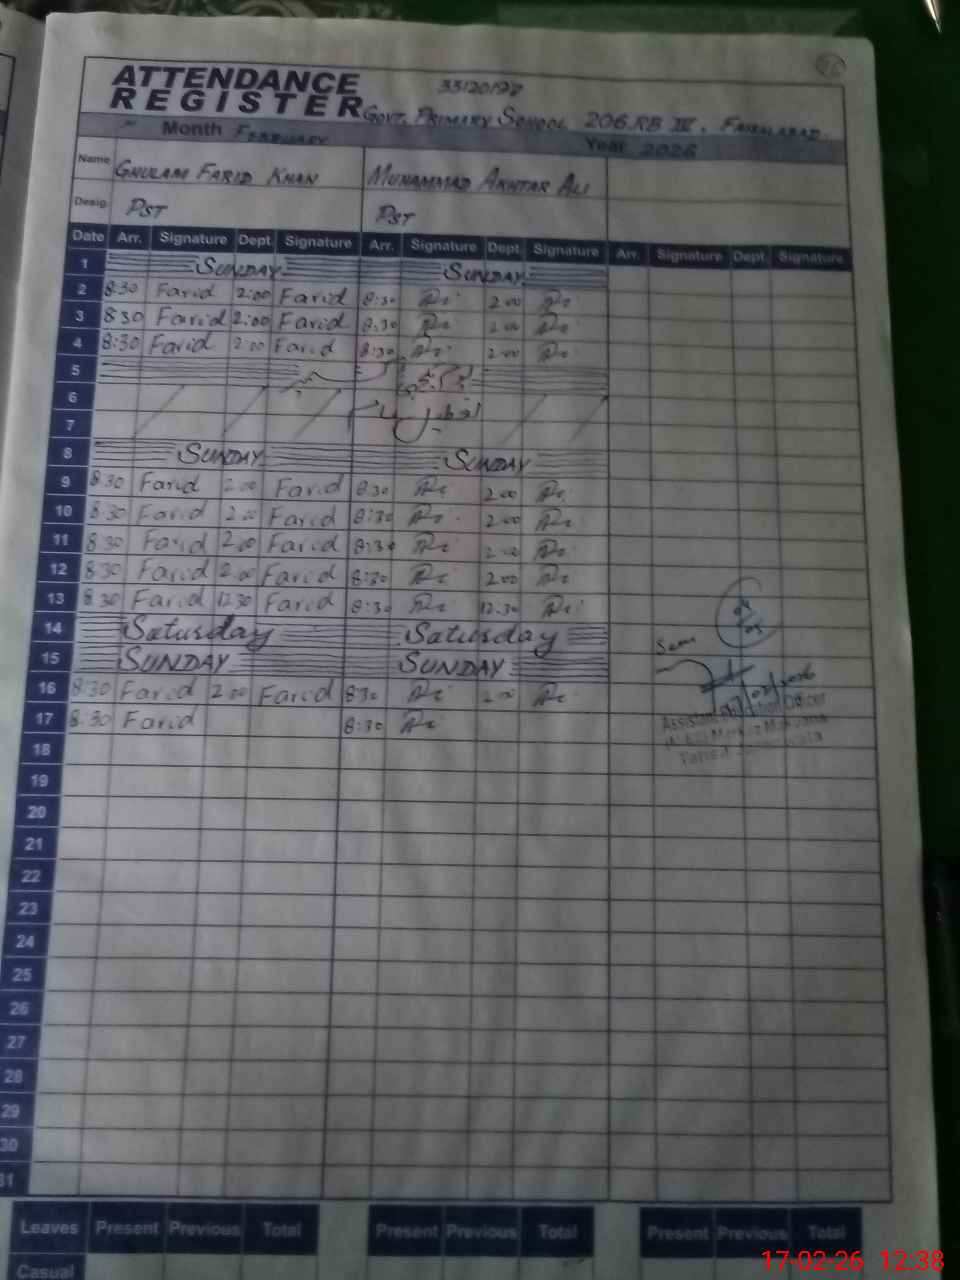 ATTENDANCE REGISTER
33120197
GOVT. PRIMARY SCHOOL 206 RB IV, FAISALABAD.
Month FEBRUARY Year 2026
Name GHULAM FARID KHAN MUHAMMAD AKHTAR ALI
Desig. PST PST
Date Arr. Signature Dept. Signature Arr. Signature Dept. Signature Arr. Signature Dept. Signature
1 SUNDAY SUNDAY
2 8:30 Farid 2:00 Farid 8:30 2:00
3 8:30 Farid 2:00 Farid 8:30 2:00
4 8:30 Farid 2:00 Farid 8:30 2:00
5
6
7
8 SUNDAY SUNDAY
9 8:30 Farid 2:00 Farid 8:30 2:00
10 8:30 Farid 2:00 Farid 8:30 2:00
11 8:30 Farid 2:00 Farid 8:30 2:00
12 8:30 Farid 2:00 Farid 8:30 2:00
13 8:30 Farid 12:30 Farid 8:30 12:30
14 Saturday Saturday
15 SUNDAY SUNDAY
Seen
16 8:30 Farid 2:00 Farid 8:30 2:00
17 8:30 Farid 8:30
18
19
20
21
22
23
24
25
26
27
28
29
30
31
Leaves Present Previous Total Present Previous Total Present Previous Total
Casual
17-02-26 12:38